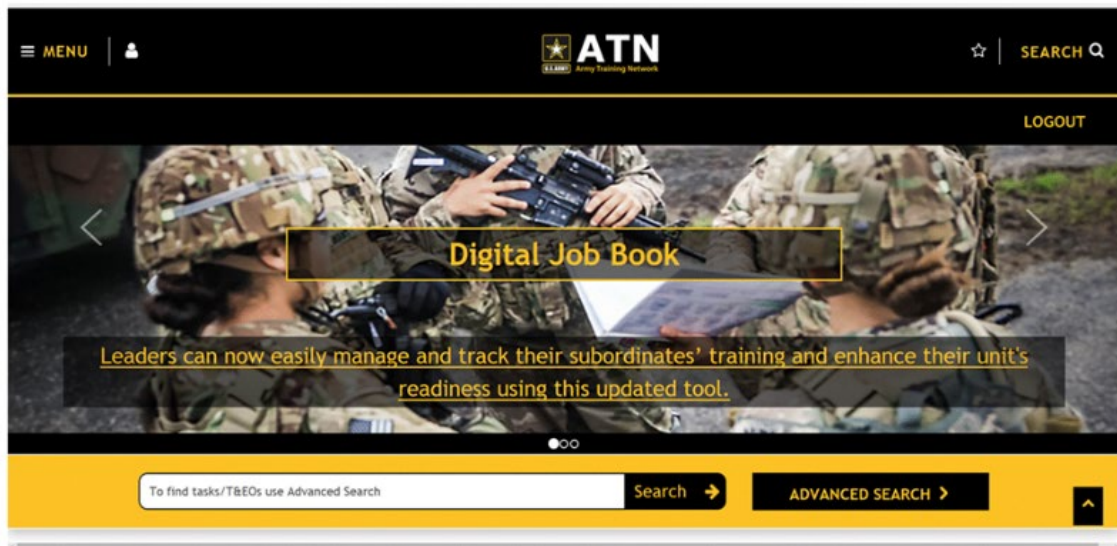 MENU
ATN
U.S. ARMY
Army Training Network
SEARCH
LOGOUT
Digital Job Book
Leaders can now easily manage and track their subordinates’ training and enhance their unit's
readiness using this updated tool.
To find tasks/T&EOs use Advanced Search
Search
ADVANCED SEARCH